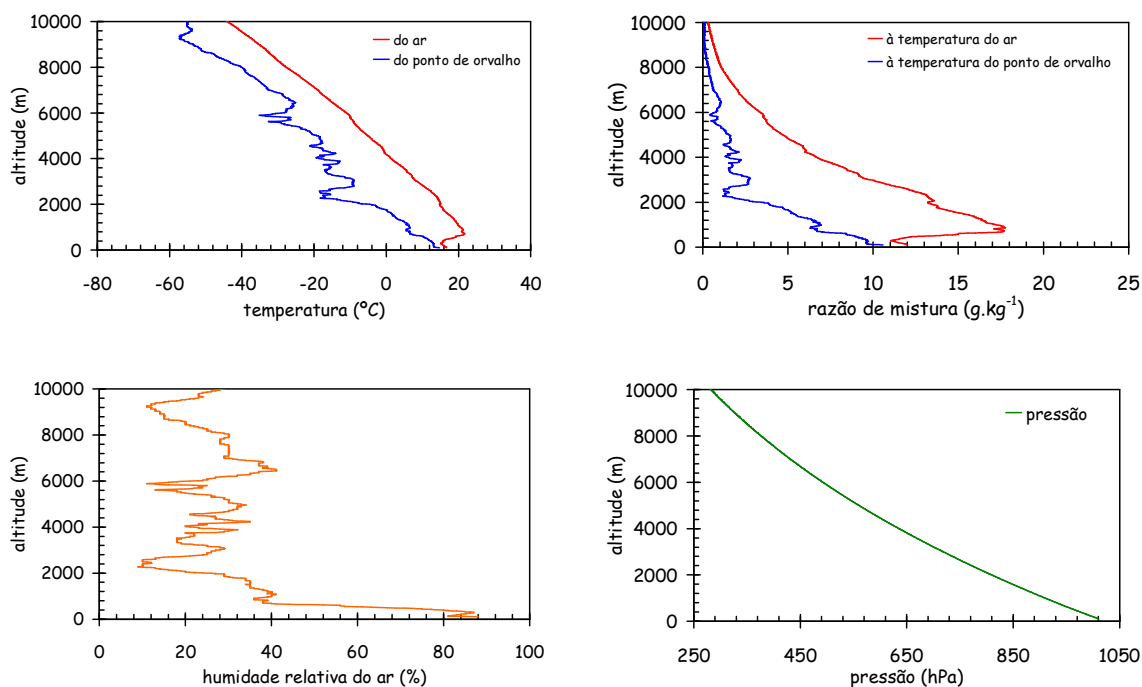 10000
8000
6000
4000
2000
0
altitude (m)
do ar
do ponto de orvalho
-80 -60 -40 -20 0 20 40
temperatura (ºC)
10000
8000
6000
4000
2000
0
altitude (m)
à temperatura do ar
à temperatura do ponto de orvalho
0 5 10 15 20 25
razão de mistura (g.kg⁻¹)
10000
8000
6000
4000
2000
0
altitude (m)
0 20 40 60 80 100
humidade relativa do ar (%)
10000
8000
6000
4000
2000
0
altitude (m)
pressão
250 450 650 850 1050
pressão (hPa)